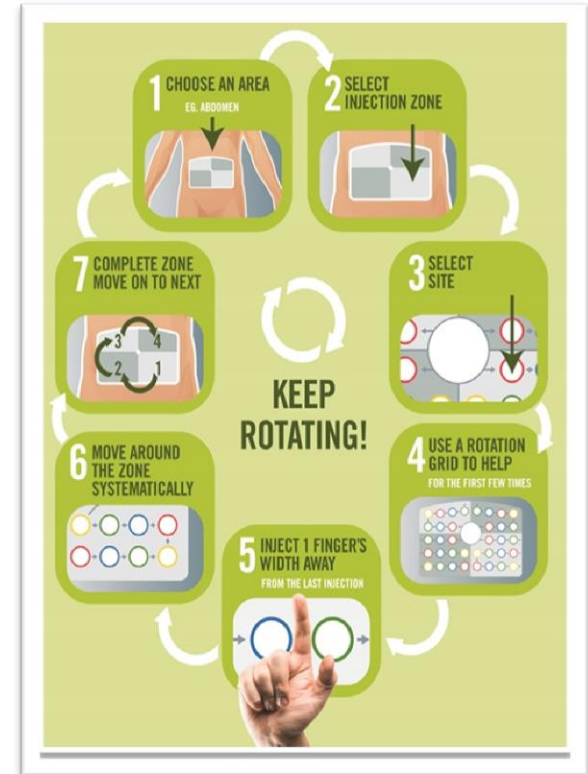 1 CHOOSE AN AREA
EG. ABDOMEN
2 SELECT
INJECTION ZONE
3 SELECT
SITE
4 USE A ROTATION
GRID TO HELP
FOR THE FIRST FEW TIMES
5 INJECT 1 FINGER'S
WIDTH AWAY
FROM THE LAST INJECTION
6 MOVE AROUND
THE ZONE
SYSTEMATICALLY
7 COMPLETE ZONE
MOVE ON TO NEXT
3 4
2 1
KEEP
ROTATING!